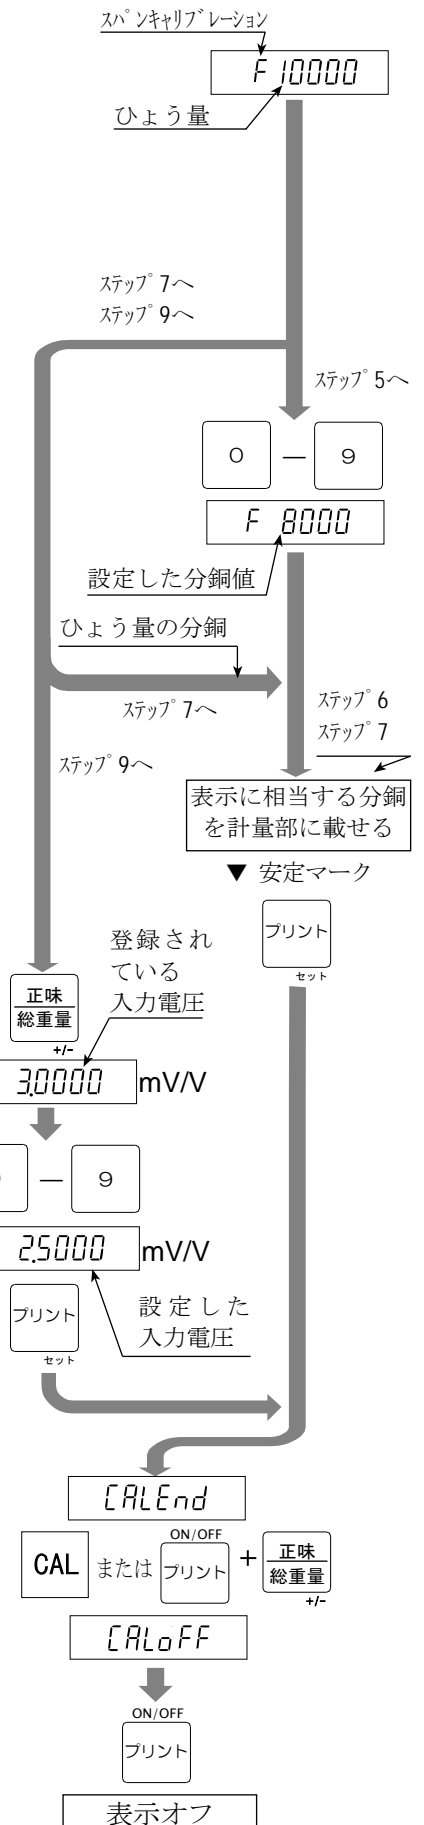 スパンキャリブレーション
F 10000
ひょう量
ステップ 7へ
ステップ 9へ
ステップ 5へ
0 — 9
F 8000
設定した分銅値
ひょう量の分銅
ステップ 7へ
ステップ 6
ステップ 7
ステップ 9へ
表示に相当する分銅
を計量部に載せる
▼ 安定マーク
プリント
セット
登録され
ている
入力電圧
正味
総重量
+/-
3.0000 mV/V
— 9
2.5000 mV/V
プリント
セット
設定した
入力電圧
CALEnd
CAL または ON/OFF プリント + 正味 総重量
+/-
CALoFF
ON/OFF
プリント
表示オフ